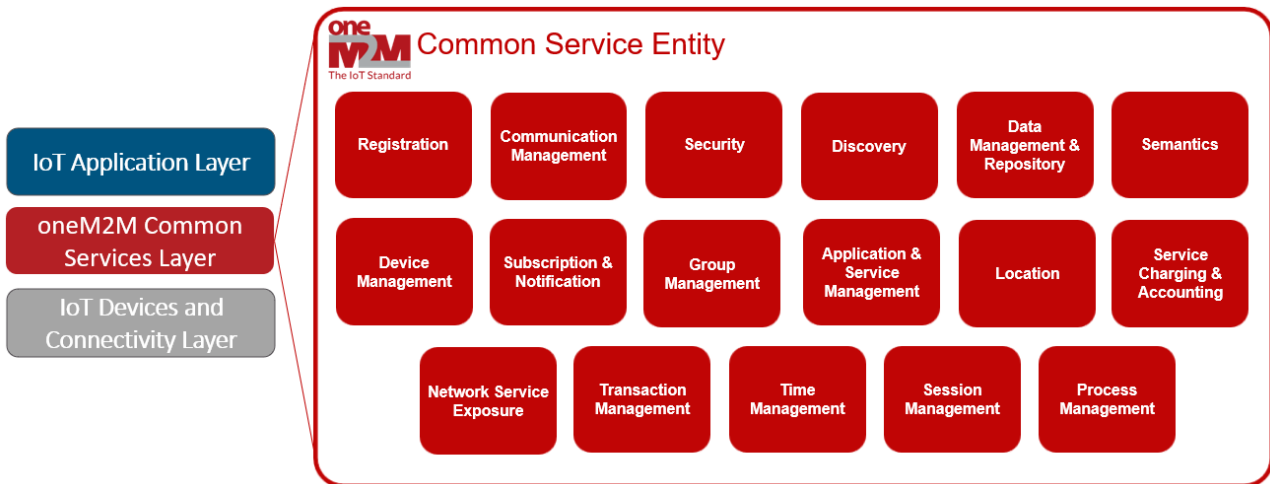 one
M2M
The IoT Standard
Common Service Entity
IoT Application Layer
oneM2M Common
Services Layer
IoT Devices and
Connectivity Layer
Registration
Communication
Management
Security
Discovery
Data
Management &
Repository
Semantics
Device
Management
Subscription &
Notification
Group
Management
Application &
Service
Management
Location
Service
Charging &
Accounting
Network Service
Exposure
Transaction
Management
Time
Management
Session
Management
Process
Management